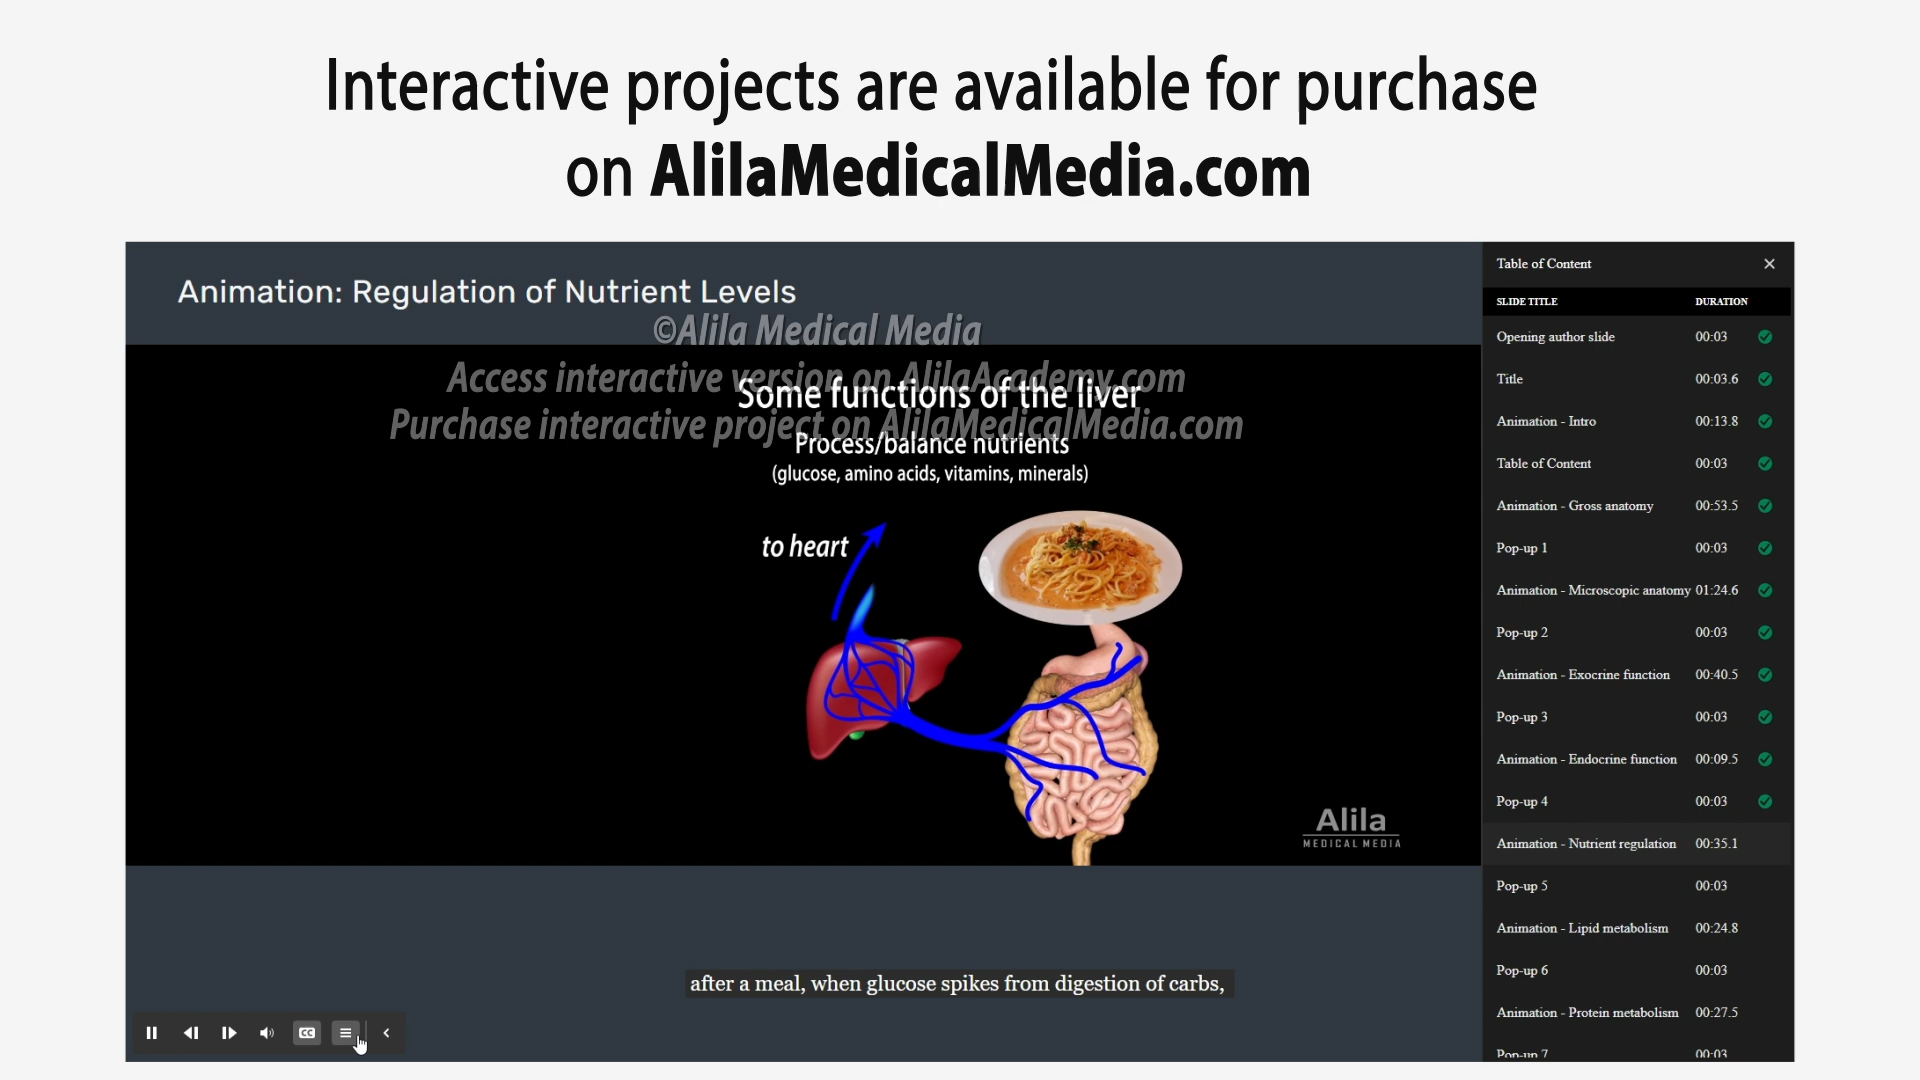 Interactive projects are available for purchase
on AlilaMedicalMedia.com
Animation: Regulation of Nutrient Levels
©Alila Medical Media
Access interactive version on AlilaAcademy.com
Purchase interactive project on AlilaMedicalMedia.com
Some functions of the liver
Process/balance nutrients
(glucose, amino acids, vitamins, minerals)
to heart
Alila
MEDICAL MEDIA
after a meal, when glucose spikes from digestion of carbs,
CC
Table of Content
SLIDE TITLE DURATION
Opening author slide 00:03
Title 00:03.6
Animation - Intro 00:13.8
Table of Content 00:03
Animation - Gross anatomy 00:53.5
Pop-up 1 00:03
Animation - Microscopic anatomy 01:24.6
Pop-up 2 00:03
Animation - Exocrine function 00:40.5
Pop-up 3 00:03
Animation - Endocrine function 00:09.5
Pop-up 4 00:03
Animation - Nutrient regulation 00:35.1
Pop-up 5 00:03
Animation - Lipid metabolism 00:24.8
Pop-up 6 00:03
Animation - Protein metabolism 00:27.5
Pop-up 7 00:03